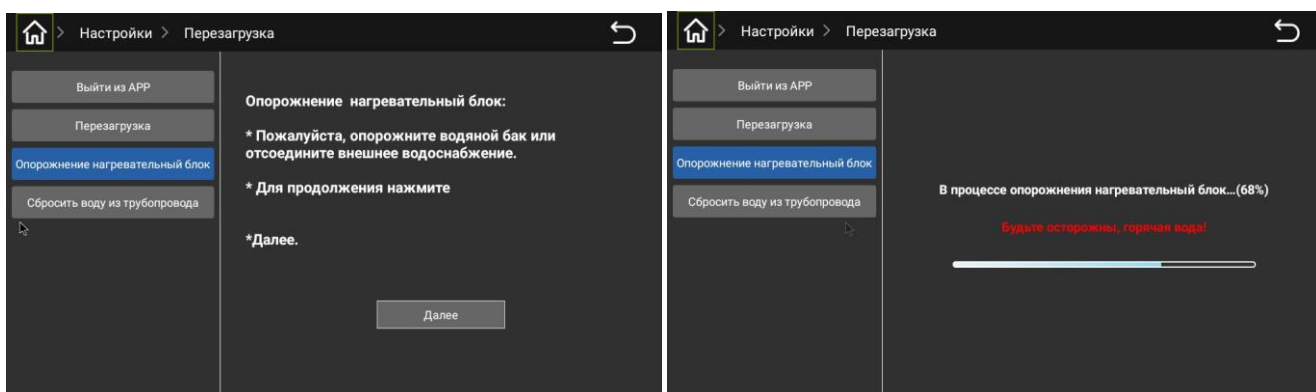 > Настройки > Перезагрузка
Выйти из APP
Перезагрузка
Опорожнение нагревательный блок
Сбросить воду из трубопровода
Опорожнение нагревательный блок:
* Пожалуйста, опорожните водяной бак или
отсоедините внешнее водоснабжение.
* Для продолжения нажмите
*Далее.
Далее
> Настройки > Перезагрузка
Выйти из APP
Перезагрузка
Опорожнение нагревательный блок
Сбросить воду из трубопровода
В процессе опорожнения нагревательный блок...(68%)
Будьте осторожны, горячая вода!